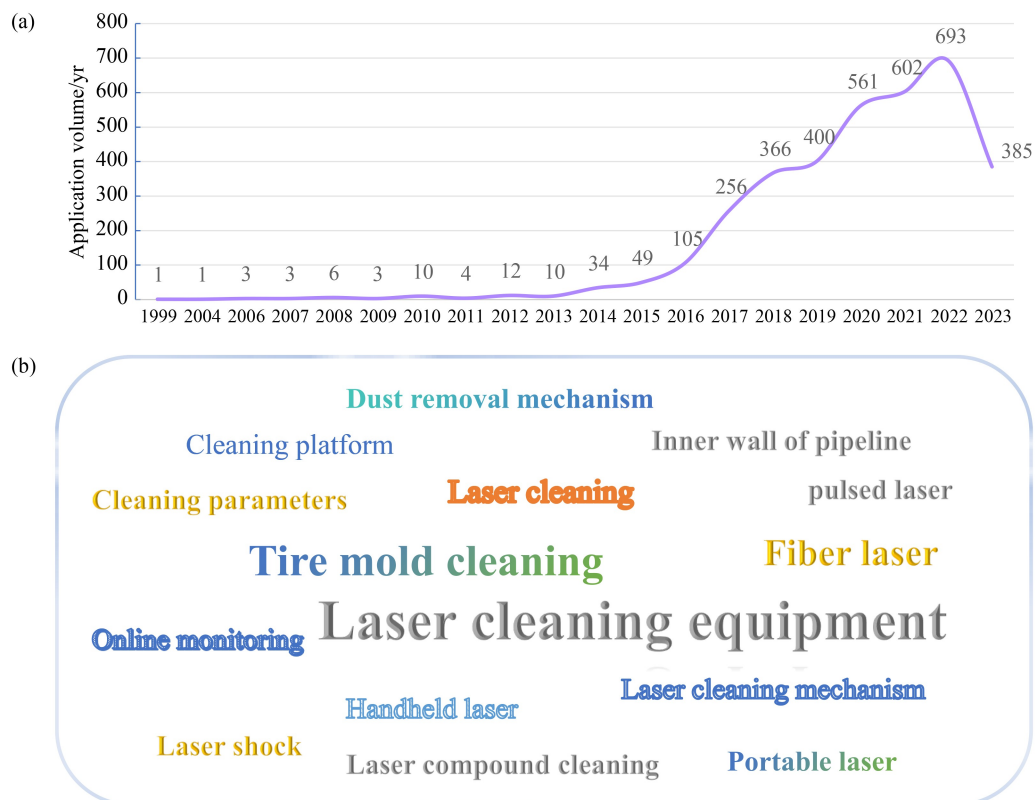 (a)
800
700
600
500
400
300
200
100
0
Application volume/yr
1 1 3 3 6 3 10 4 12 10 34 49 105 256 366 400 561 602 693 385
1999 2004 2006 2007 2008 2009 2010 2011 2012 2013 2014 2015 2016 2017 2018 2019 2020 2021 2022 2023
(b)
Dust removal mechanism
Cleaning platform
Inner wall of pipeline
Cleaning parameters
Laser cleaning
pulsed laser
Tire mold cleaning
Fiber laser
Laser cleaning equipment
Online monitoring
Laser cleaning mechanism
Handheld laser
Laser shock
Laser compound cleaning
Portable laser